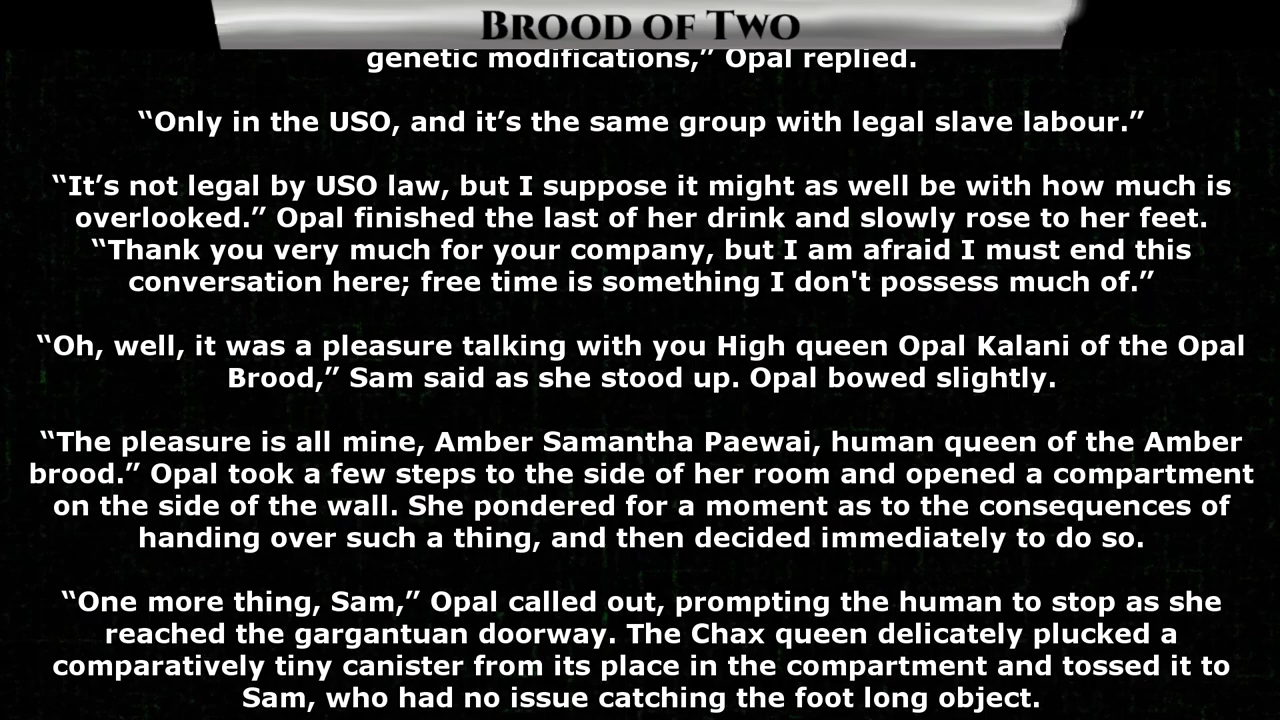 Brood of Two
genetic modifications,” Opal replied.
“Only in the USO, and it’s the same group with legal slave labour.”
“It’s not legal by USO law, but I suppose it might as well be with how much is
overlooked.” Opal finished the last of her drink and slowly rose to her feet.
“Thank you very much for your company, but I am afraid I must end this
conversation here; free time is something I don't possess much of.”
“Oh, well, it was a pleasure talking with you High queen Opal Kalani of the Opal
Brood,” Sam said as she stood up. Opal bowed slightly.
“The pleasure is all mine, Amber Samantha Paewai, human queen of the Amber
brood.” Opal took a few steps to the side of her room and opened a compartment
on the side of the wall. She pondered for a moment as to the consequences of
handing over such a thing, and then decided immediately to do so.
“One more thing, Sam,” Opal called out, prompting the human to stop as she
reached the gargantuan doorway. The Chax queen delicately plucked a
comparatively tiny canister from its place in the compartment and tossed it to
Sam, who had no issue catching the foot long object.